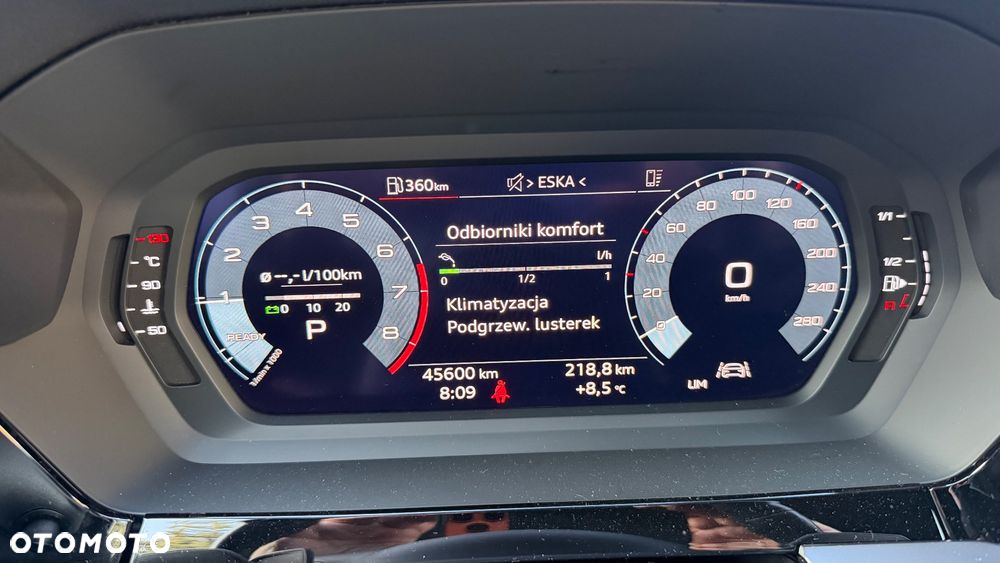 360km
> ESKA <
Odbiorniki komfort
l/h
0 1/2 1
Klimatyzacja
Podgrzew. lusterek
45600 km
8:09
218,8 km
+8,5 °C
READY 1 2 3 4 5 6 7 8
1/min x 1000
ø --,- l/100km
0 10 20
P
0 20 40 60 80 100 120 160 200 240 280
0
km/h
LIM
130
°C
90
50
1/1
1/2
R
OTOMOTO